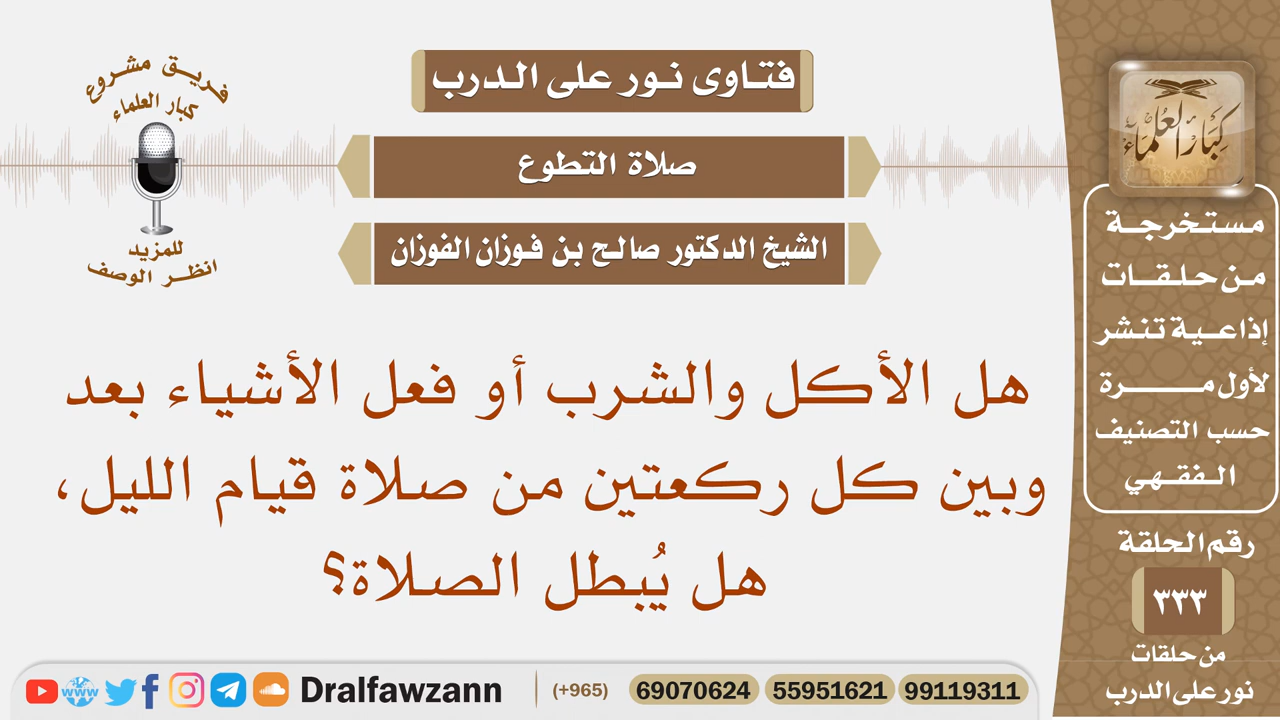 فتاوى نور على الدرب
صلاة التطوع
الشيخ الدكتور صالح بن فوزان الفوزان
فريق مشروع
كبار العلماء
للمزيد
انظر الوصف
هل الأكل والشرب أو فعل الأشياء بعد
وبين كل ركعتين من صلاة قيام الليل،
هل يُبطل الصلاة؟
كِبَارُ العُلَمَاءِ
مستخرجة
من حلقات
إذاعية تنشر
لأول مرة
حسب التصنيف
الفقهي
رقم الحلقة
٣٣٣
من حلقات
نور على الدرب
www Dralfawzann (+965) 69070624 55951621 99119311